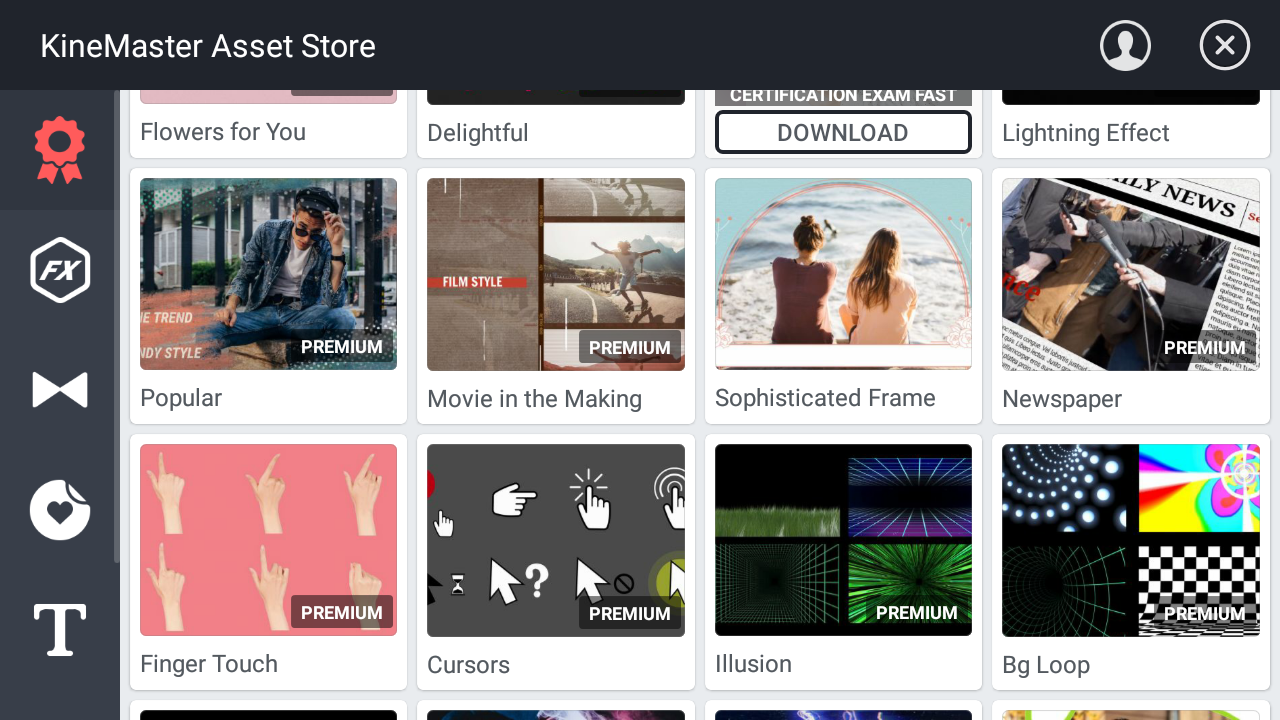 KineMaster Asset Store
CERTIFICATION EXAM FAST
Flowers for You
Delightful
DOWNLOAD
Lightning Effect
FX
E TREND
NDY STYLE
PREMIUM
FILM STYLE
PREMIUM
ILY NEWS
nce
PREMIUM
Popular
Movie in the Making
Sophisticated Frame
Newspaper
PREMIUM
?
PREMIUM
PREMIUM
PREMIUM
Finger Touch
Cursors
Illusion
Bg Loop
T